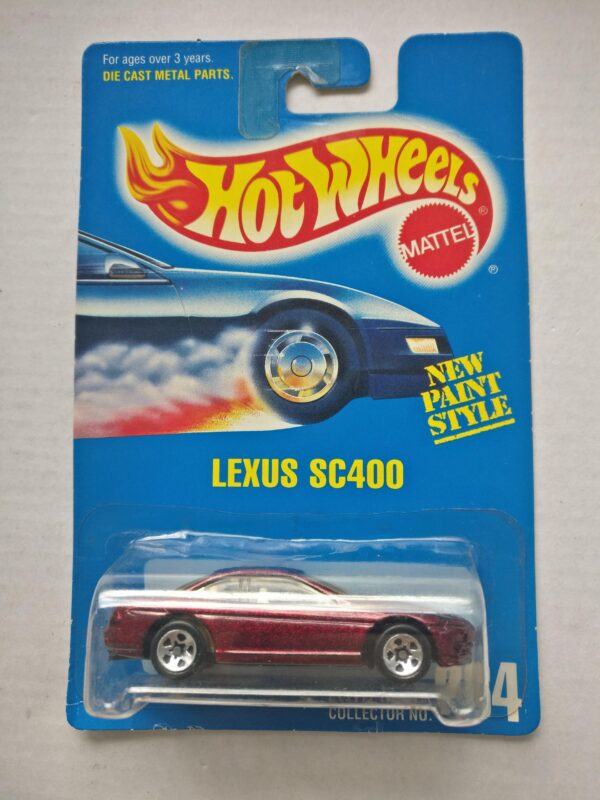 For ages over 3 years.
DIE CAST METAL PARTS.
HOT WHEELS
®
MATTEL
®
NEW
PAINT
STYLE
LEXUS SC400
COLLECTOR NO.